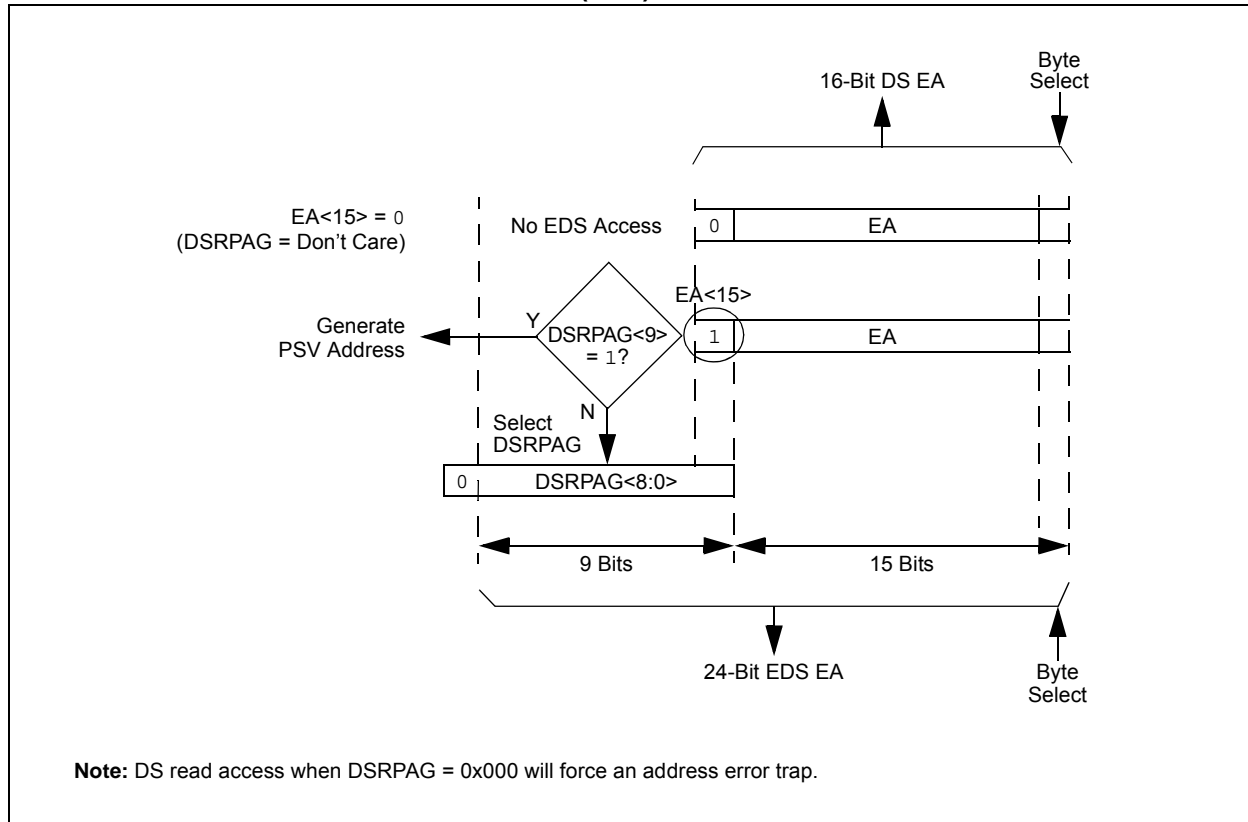 16-Bit DS EA
Byte
Select
EA<15> = 0
(DSRPAG = Don't Care)
No EDS Access
0
EA
EA<15>
Generate
PSV Address
Y
DSRPAG<9>
= 1?
1
EA
N
Select
DSRPAG
0
DSRPAG<8:0>
9 Bits
15 Bits
24-Bit EDS EA
Byte
Select
Note: DS read access when DSRPAG = 0x000 will force an address error trap.